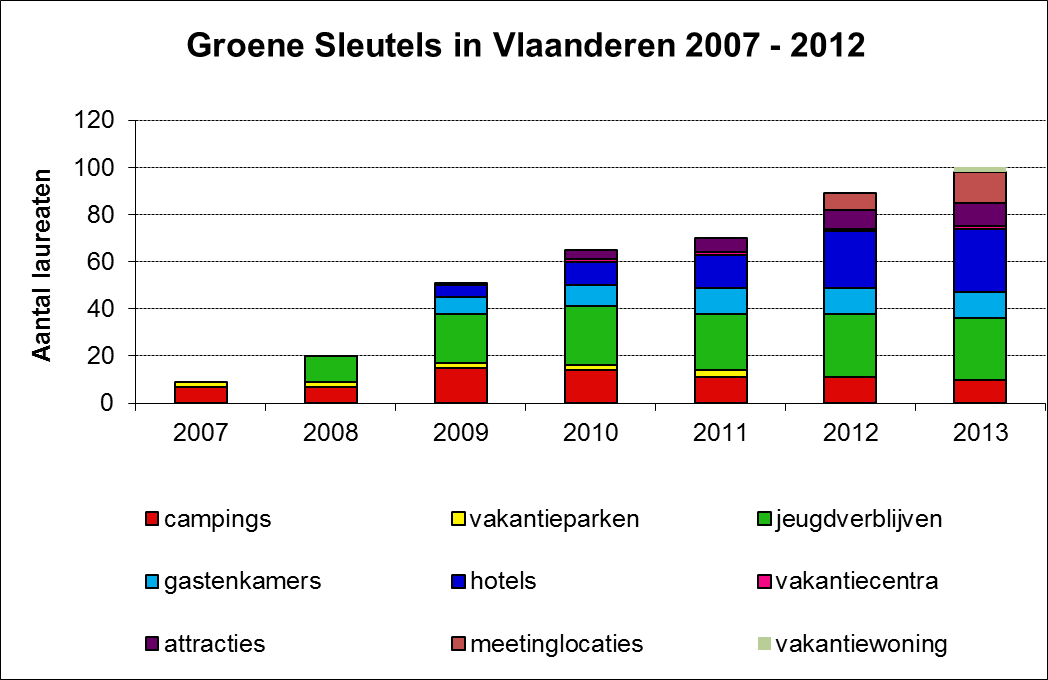 Groene Sleutels in Vlaanderen 2007 - 2012
Aantal laureaten
120
100
80
60
40
20
0
2007 2008 2009 2010 2011 2012 2013
campings vakantieparken jeugdverblijven
gastenkamers hotels vakantiecentra
attracties meetinglocaties vakantiewoning